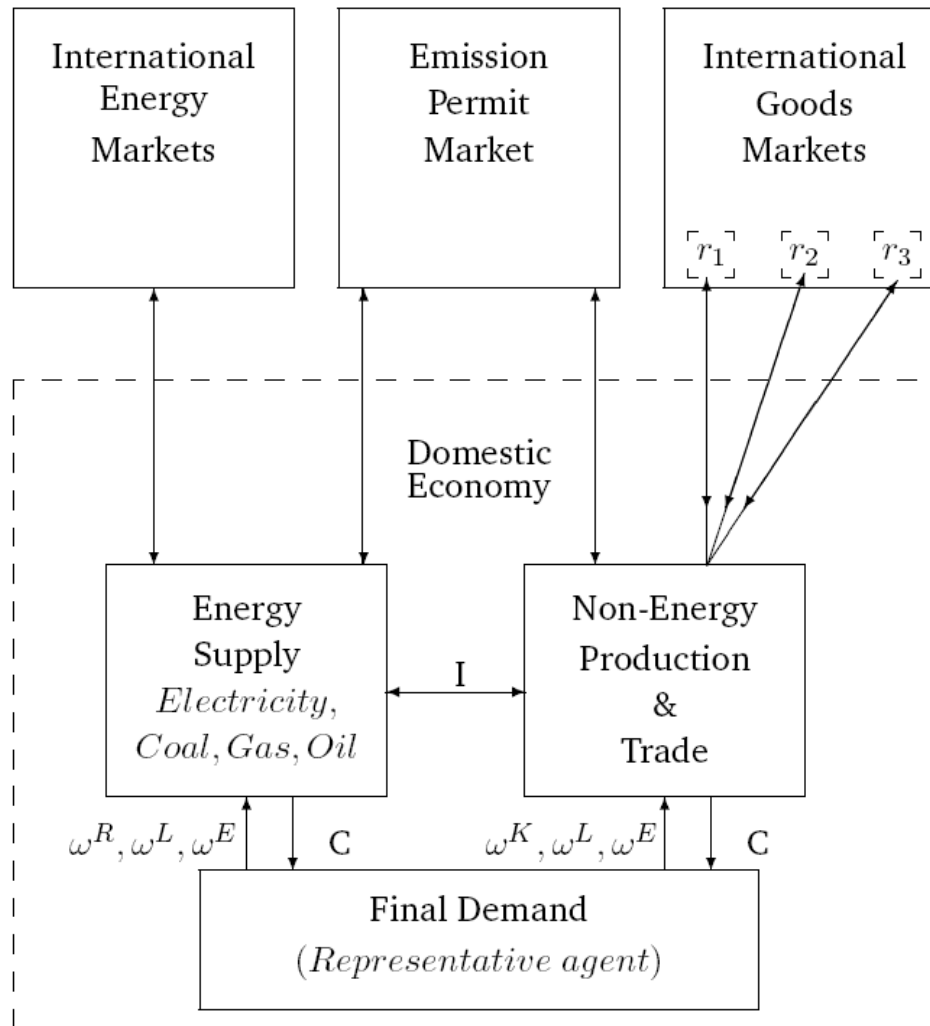 International
Energy
Markets
Emission
Permit
Market
International
Goods
Markets
r₁
r₂
r₃
Domestic
Economy
Energy
Supply
Electricity,
Coal, Gas, Oil
I
Non-Energy
Production
&
Trade
ω^R, ω^L, ω^E
C
ω^K, ω^L, ω^E
C
Final Demand
(Representative agent)